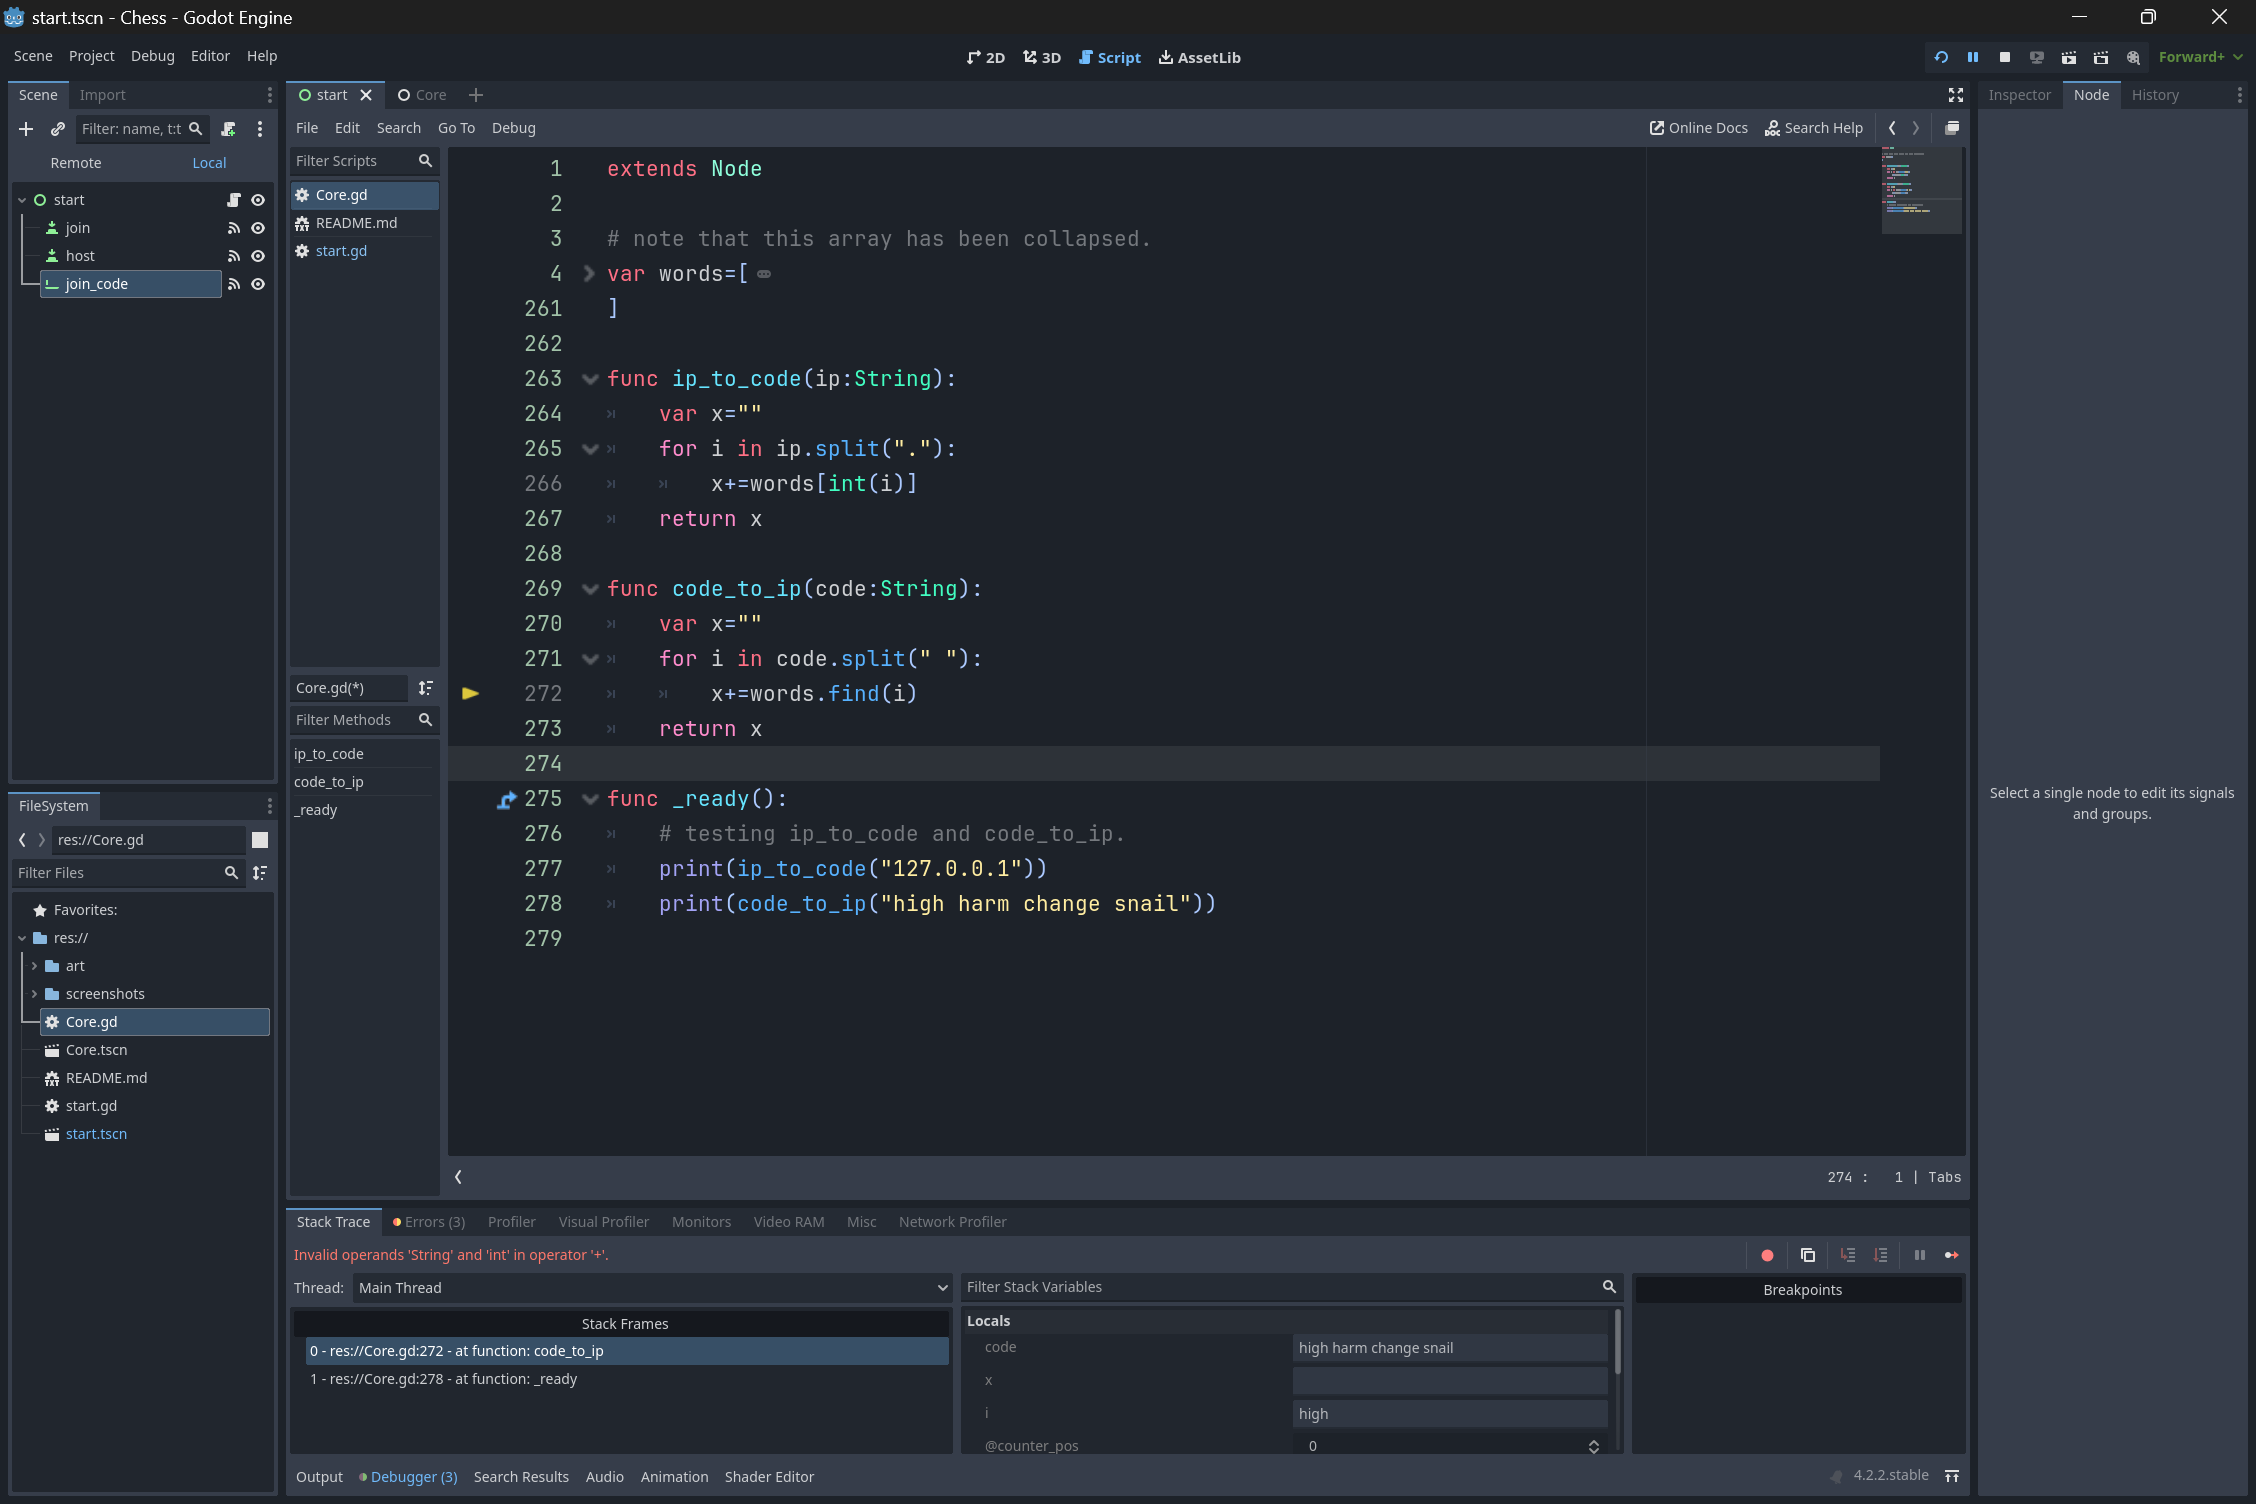 start.tscn - Chess - Godot Engine
Scene Project Debug Editor Help
2D 3D Script AssetLib
Forward+
Scene Import
Filter: name, t:t
Remote Local
start
join
host
join_code
FileSystem
res://Core.gd
Filter Files
Favorites:
res://
art
screenshots
Core.gd
Core.tscn
README.md
start.gd
start.tscn
start Core
File Edit Search Go To Debug
Online Docs Search Help
Filter Scripts
Core.gd
README.md
start.gd
Core.gd(*)
Filter Methods
ip_to_code
code_to_ip
_ready
1 extends Node
2
3 # note that this array has been collapsed.
4 var words=[
261 ]
262
263 func ip_to_code(ip:String):
264 var x=""
265 for i in ip.split("."):
266 x+=words[int(i)]
267 return x
268
269 func code_to_ip(code:String):
270 var x=""
271 for i in code.split(" "):
272 x+=words.find(i)
273 return x
274
275 func _ready():
276 # testing ip_to_code and code_to_ip.
277 print(ip_to_code("127.0.0.1"))
278 print(code_to_ip("high harm change snail"))
279
274 : 1 | Tabs
Stack Trace Errors (3) Profiler Visual Profiler Monitors Video RAM Misc Network Profiler
Invalid operands 'String' and 'int' in operator '+'.
Thread: Main Thread
Stack Frames
0 - res://Core.gd:272 - at function: code_to_ip
1 - res://Core.gd:278 - at function: _ready
Filter Stack Variables
Locals
code high harm change snail
x
i high
@counter_pos 0
Breakpoints
Output Debugger (3) Search Results Audio Animation Shader Editor
4.2.2.stable
Inspector Node History
Select a single node to edit its signals
and groups.